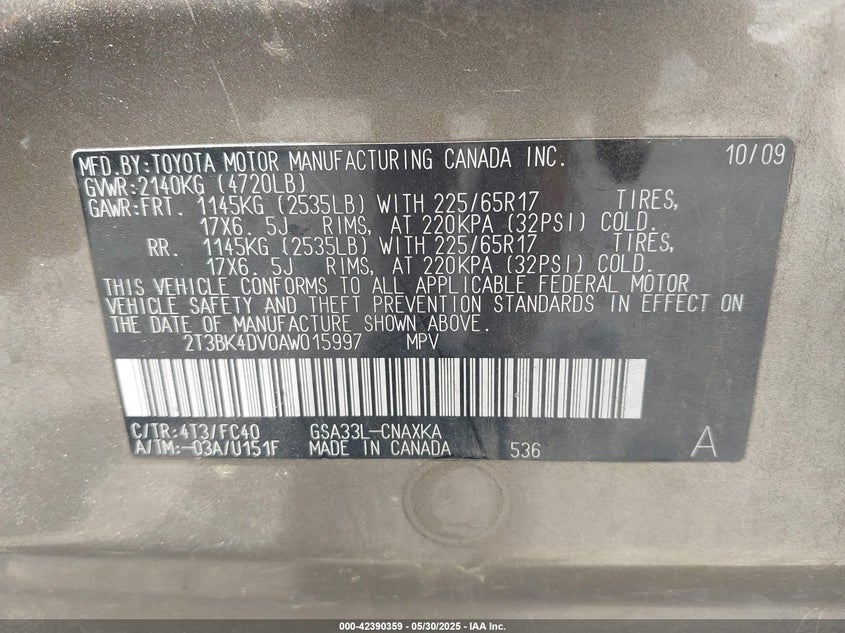 MFD.BY:TOYOTA MOTOR MANUFACTURING CANADA INC. 10/09
GVWR:2140KG (4720LB)
GAWR:FRT. 1145KG (2535LB) WITH 225/65R17 TIRES,
17X6. 5J RIMS, AT 220KPA (32PSI) COLD.
RR. 1145KG (2535LB) WITH 225/65R17 TIRES,
17X6. 5J RIMS, AT 220KPA (32PSI) COLD.
THIS VEHICLE CONFORMS TO ALL APPLICABLE FEDERAL MOTOR
VEHICLE SAFETY AND THEFT PREVENTION STANDARDS IN EFFECT ON
THE DATE OF MANUFACTURE SHOWN ABOVE.
2T3BK4DV0AW015997 MPV
C/TR:4T3/FC40 GSA33L-CNAXKA
A/TM:-03A/U151F MADE IN CANADA 536 A
000-42390359 - 05/30/2025 - IAA Inc.